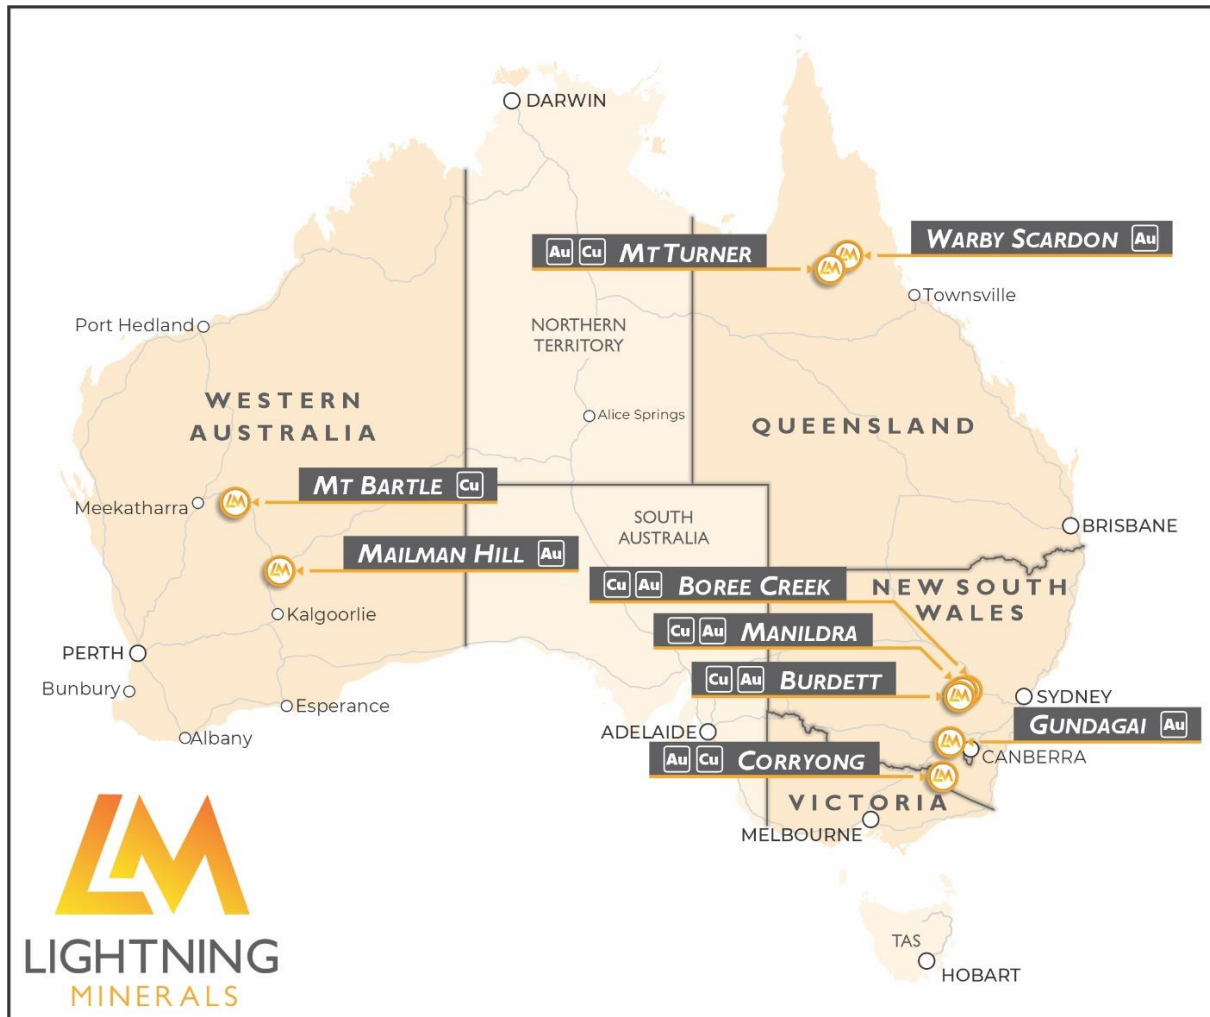 DARWIN
Au Cu MT TURNER
WARBY SCARDON Au
Townsville
Port Hedland
NORTHERN
TERRITORY
WESTERN
AUSTRALIA
Alice Springs
QUEENSLAND
MT BARTLE Cu
Meekatharra
SOUTH
AUSTRALIA
BRISBANE
MAILMAN HILL Au
Cu Au BOREE CREEK
NEW SOUTH
WALES
Kalgoorlie
Cu Au MANILDRA
PERTH
Bunbury
Cu Au BURDETT
LM
SYDNEY
Esperance
GUNDAGAI Au
Albany
ADELAIDE
CANBERRA
Au Cu CORRYONG
VICTORIA
MELBOURNE
LM
LIGHTNING
MINERALS
TAS
HOBART